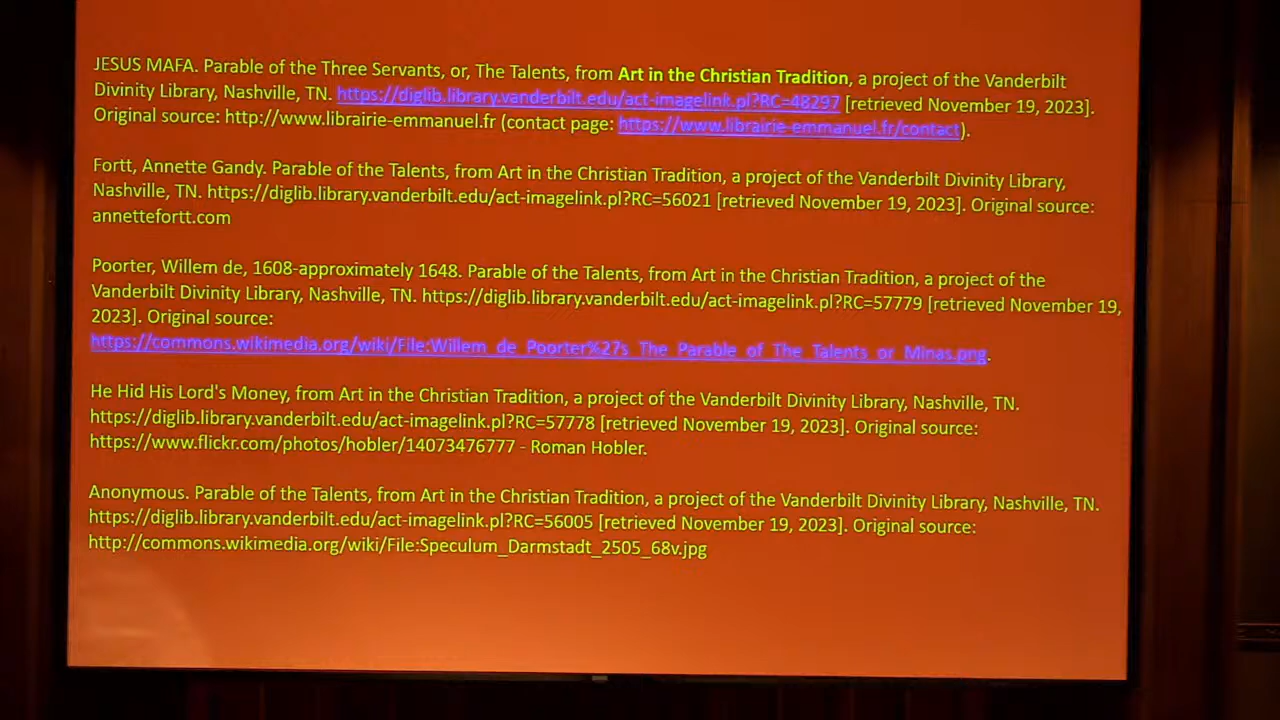 JESUS MAFA. Parable of the Three Servants, or, The Talents, from Art in the Christian Tradition, a project of the Vanderbilt
Divinity Library, Nashville, TN. https://diglib.library.vanderbilt.edu/act-imagelink.pl?RC=48297 [retrieved November 19, 2023].
Original source: http://www.librairie-emmanuel.fr (contact page: https://www.librairie-emmanuel.fr/contact).
Fortt, Annette Gandy. Parable of the Talents, from Art in the Christian Tradition, a project of the Vanderbilt Divinity Library,
Nashville, TN. https://diglib.library.vanderbilt.edu/act-imagelink.pl?RC=56021 [retrieved November 19, 2023]. Original source:
annettefortt.com
Poorter, Willem de, 1608-approximately 1648. Parable of the Talents, from Art in the Christian Tradition, a project of the
Vanderbilt Divinity Library, Nashville, TN. https://diglib.library.vanderbilt.edu/act-imagelink.pl?RC=57779 [retrieved November 19,
2023]. Original source:
https://commons.wikimedia.org/wiki/File:Willem_de_Poorter%27s_The_Parable_of_The_Talents_or_Minas.png.
He Hid His Lord's Money, from Art in the Christian Tradition, a project of the Vanderbilt Divinity Library, Nashville, TN.
https://diglib.library.vanderbilt.edu/act-imagelink.pl?RC=57778 [retrieved November 19, 2023]. Original source:
https://www.flickr.com/photos/hobler/14073476777 - Roman Hobler.
Anonymous. Parable of the Talents, from Art in the Christian Tradition, a project of the Vanderbilt Divinity Library, Nashville, TN.
https://diglib.library.vanderbilt.edu/act-imagelink.pl?RC=56005 [retrieved November 19, 2023]. Original source:
http://commons.wikimedia.org/wiki/File:Speculum_Darmstadt_2505_68v.jpg